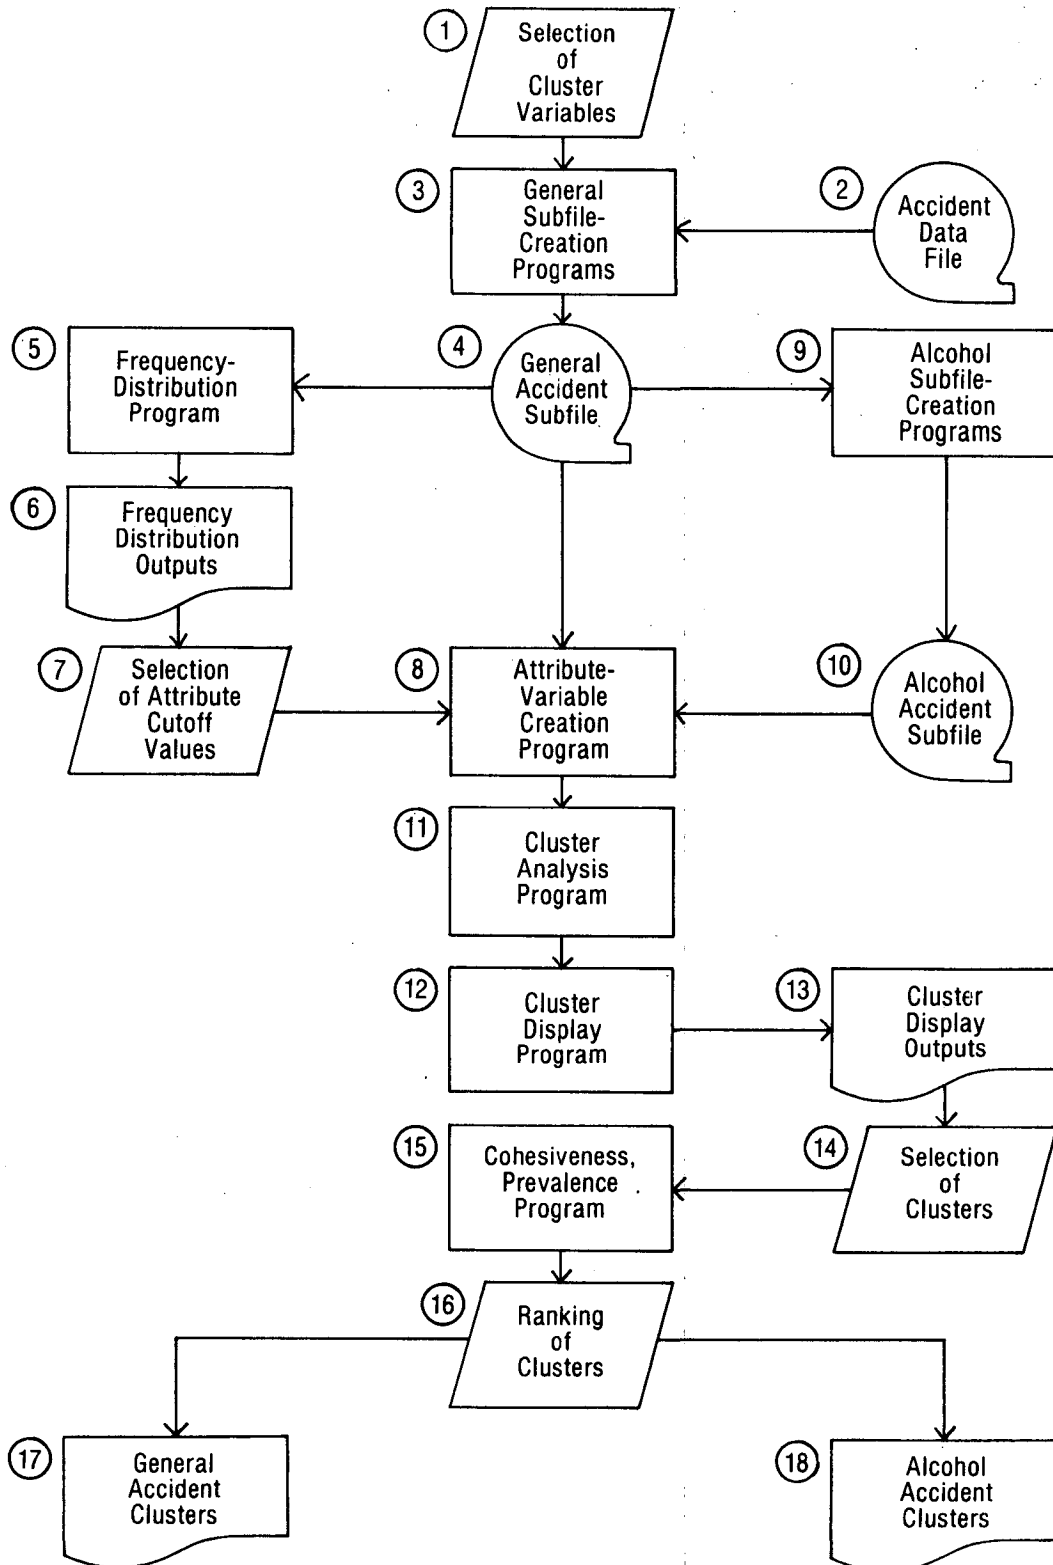 1
Selection
of
Cluster
Variables
3
General
Subfile-
Creation
Programs
2
Accident
Data
File
5
Frequency-
Distribution
Program
4
General
Accident
Subfile
9
Alcohol
Subfile-
Creation
Programs
6
Frequency
Distribution
Outputs
7
Selection
of Attribute
Cutoff
Values
8
Attribute-
Variable
Creation
Program
10
Alcohol
Accident
Subfile
11
Cluster
Analysis
Program
12
Cluster
Display
Program
13
Cluster
Display
Outputs
15
Cohesiveness,
Prevalence
Program
14
Selection
of
Clusters
16
Ranking
of
Clusters
17
General
Accident
Clusters
18
Alcohol
Accident
Clusters